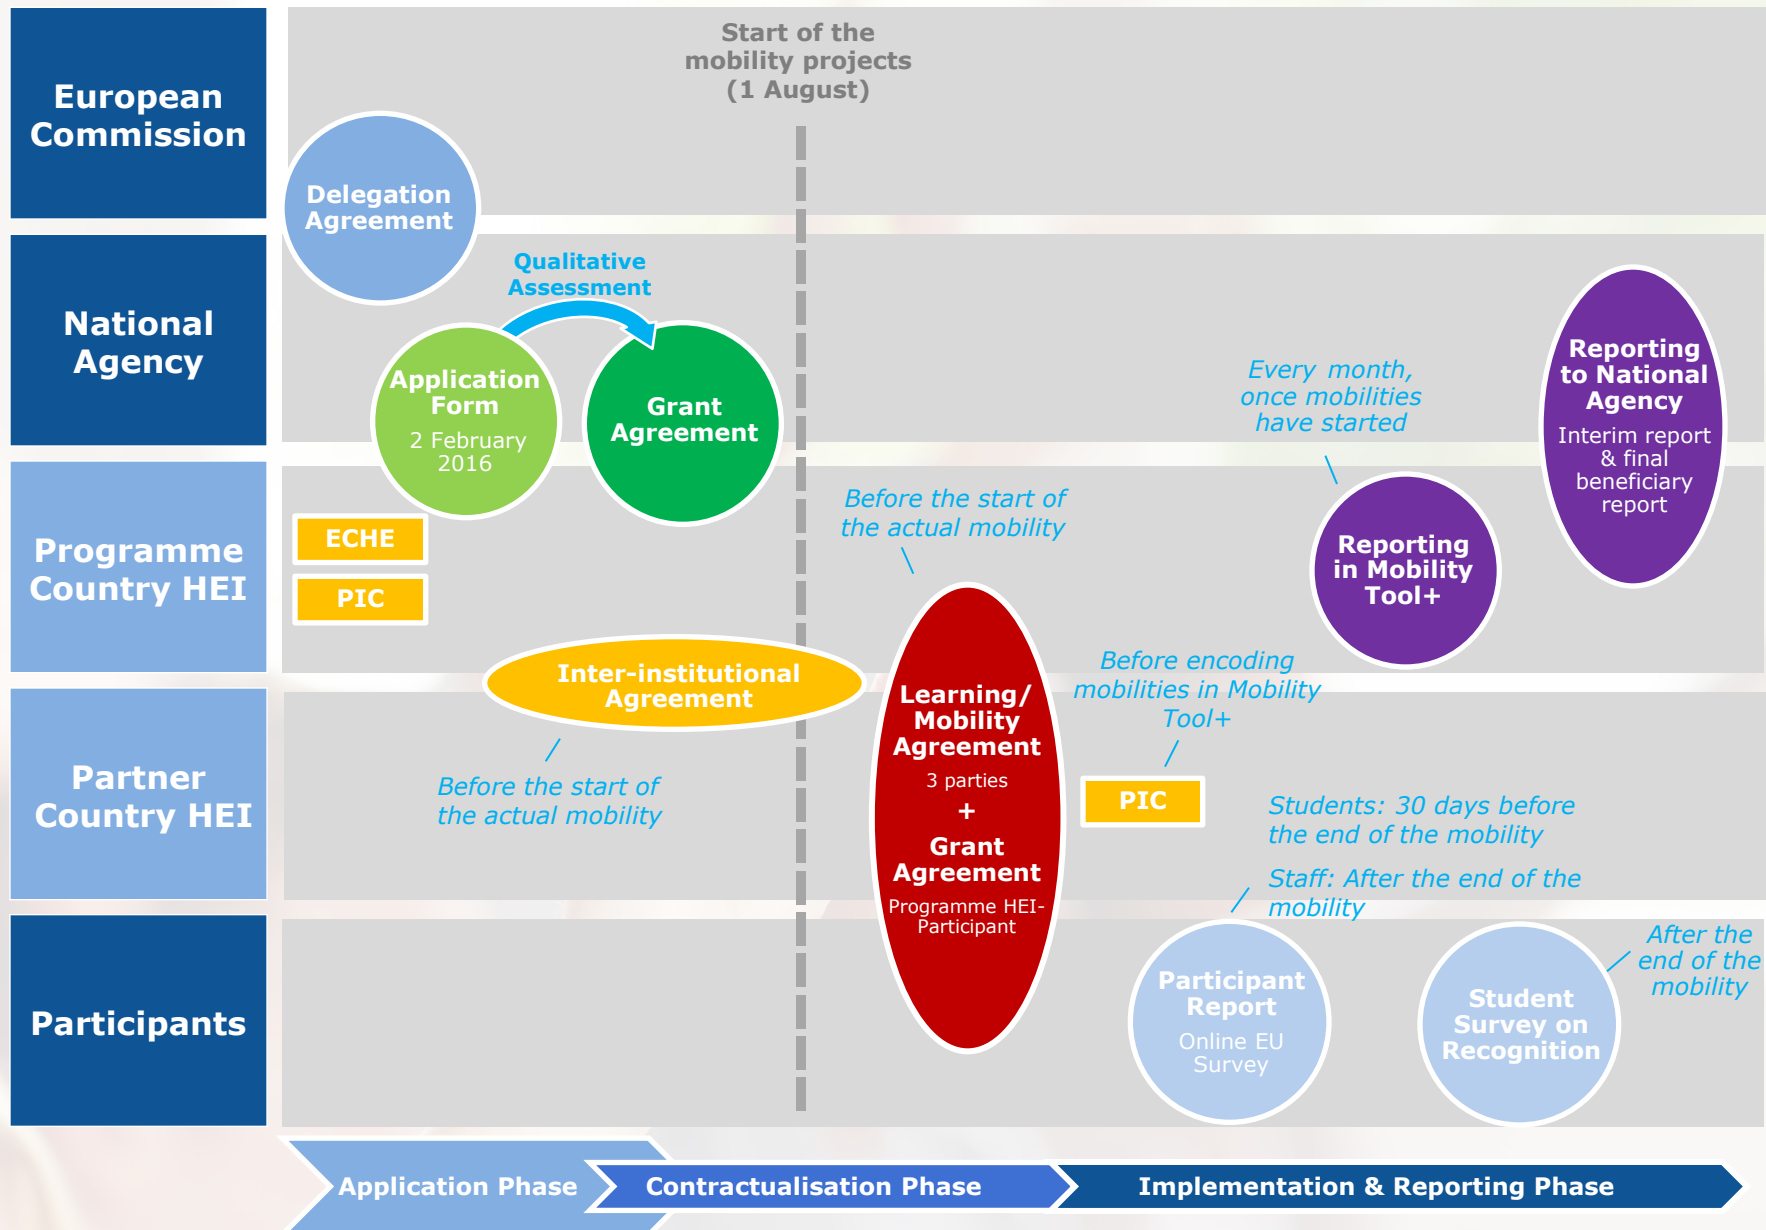 European
Commission
Start of the
mobility projects
(1 August)
Delegation
Agreement
National
Agency
Qualitative
Assessment
Application
Form
2 February
2016
Grant
Agreement
Every month,
once mobilities
have started
Reporting
to National
Agency
Interim report
& final
beneficiary
report
Programme
Country HEI
ECHE
PIC
Before the start of
the actual mobility
Reporting
in Mobility
Tool+
Inter-institutional
Agreement
Before encoding
mobilities in Mobility
Tool+
Partner
Country HEI
Before the start of
the actual mobility
Learning/
Mobility
Agreement
3 parties
+
Grant
Agreement
Programme HEI-
Participant
PIC
Students: 30 days before
the end of the mobility
Staff: After the end of the
mobility
Participants
Participant
Report
Online EU
Survey
Student
Survey on
Recognition
After the
end of the
mobility
Application Phase
Contractualisation Phase
Implementation & Reporting Phase